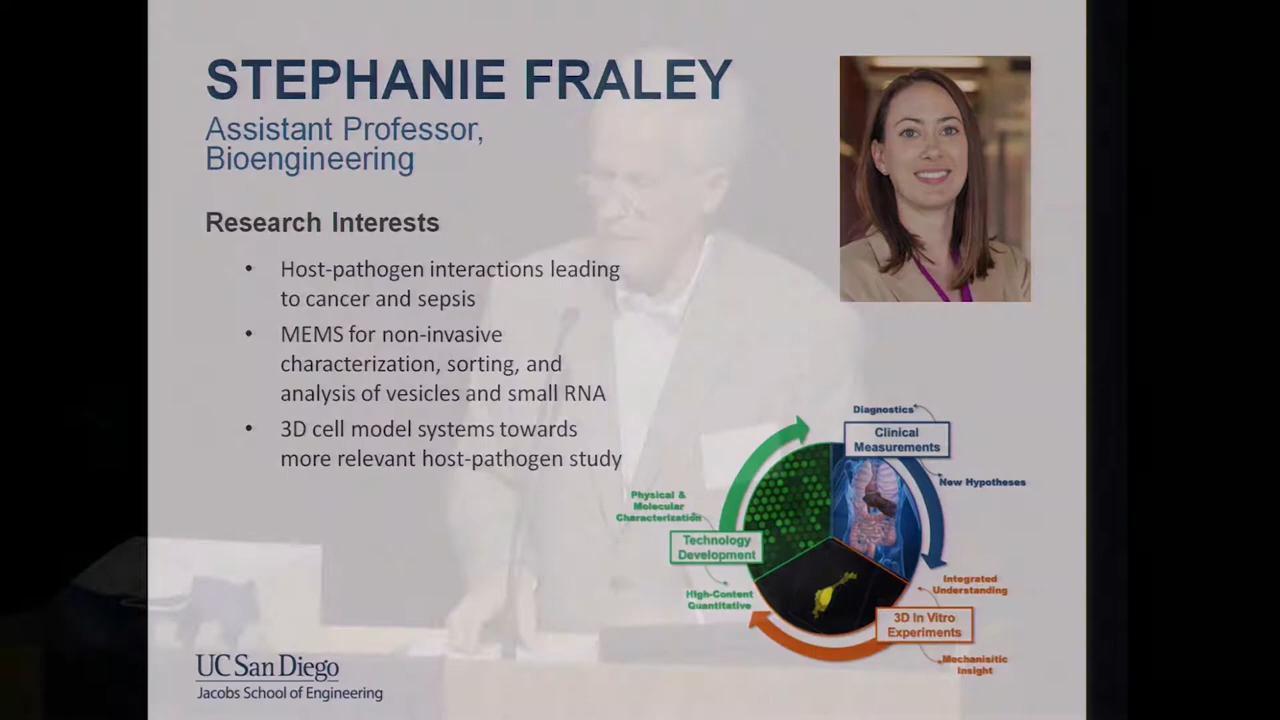 STEPHANIE FRALEY
Assistant Professor,
Bioengineering
Research Interests
• Host-pathogen interactions leading
to cancer and sepsis
• MEMS for non-invasive
characterization, sorting, and
analysis of vesicles and small RNA
• 3D cell model systems towards
more relevant host-pathogen study
Diagnostics
Clinical
Measurements
New Hypotheses
Physical &
Molecular
Characterization
Technology
Development
High-Content
Quantitative
Integrated
Understanding
3D In Vitro
Experiments
Mechanisitic
Insight
UC San Diego
Jacobs School of Engineering